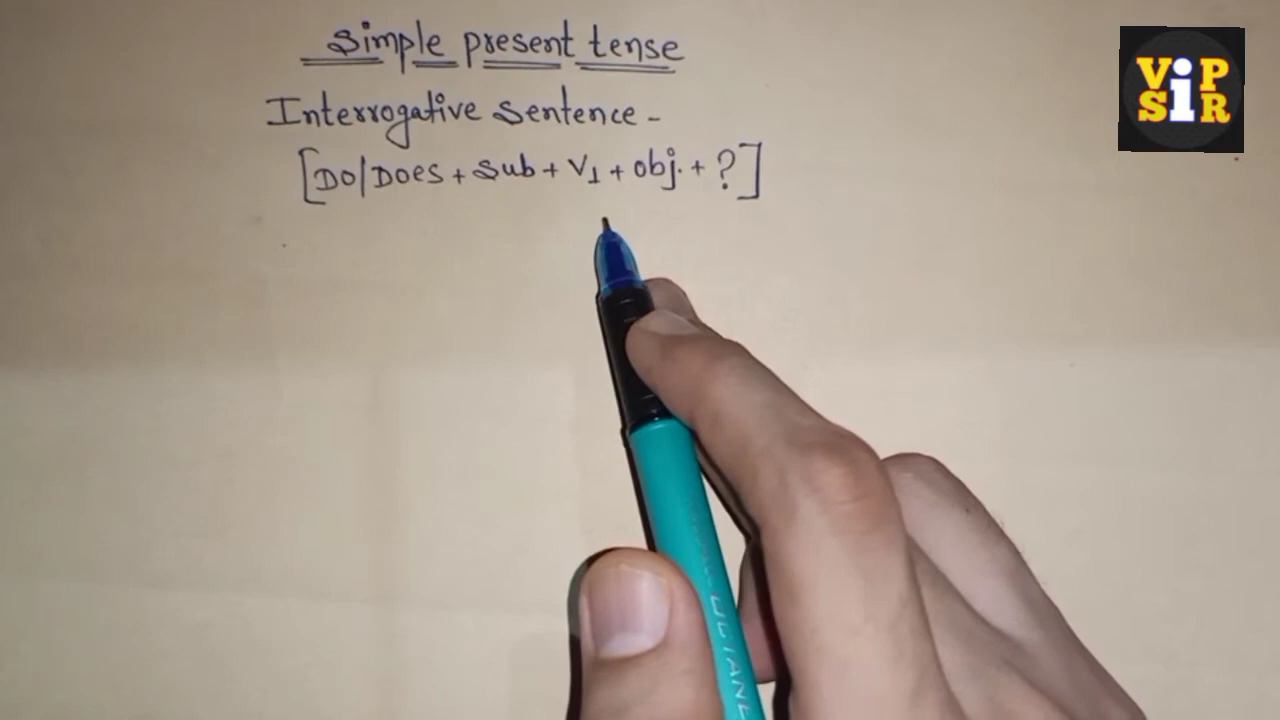 Simple present tense
Interrogative Sentence -
[DO/DOES + Sub + V1 + obj. + ?]
ViP
SiR